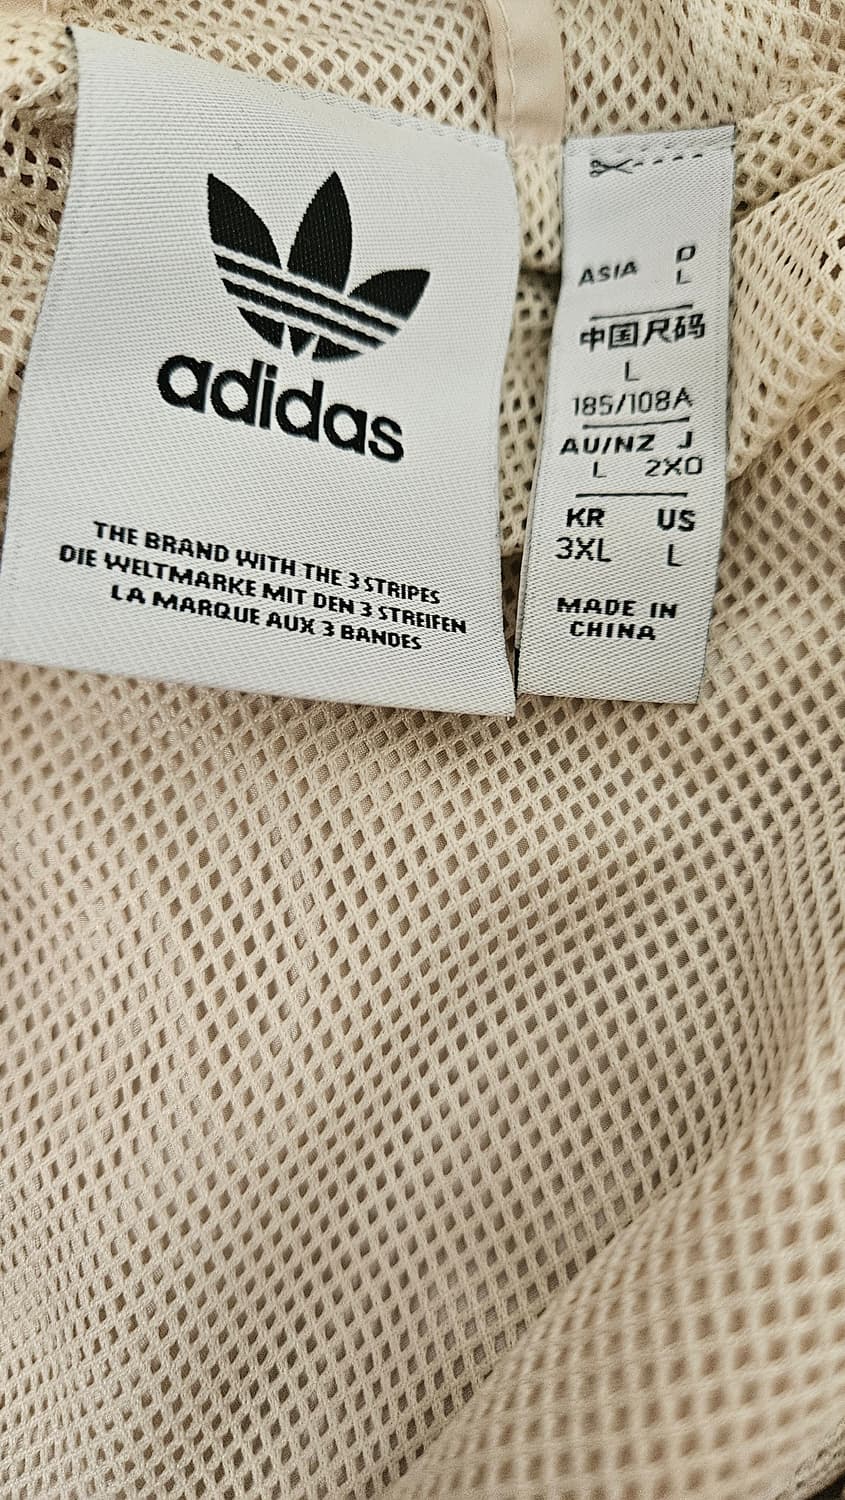 adidas
THE BRAND WITH THE 3 STRIPES
DIE WELTMARKE MIT DEN 3 STREIFEN
LA MARQUE AUX 3 BANDES
ASIA D
L
中国尺码
L
185/108A
AU/NZ J
L 2XO
KR US
3XL L
MADE IN
CHINA